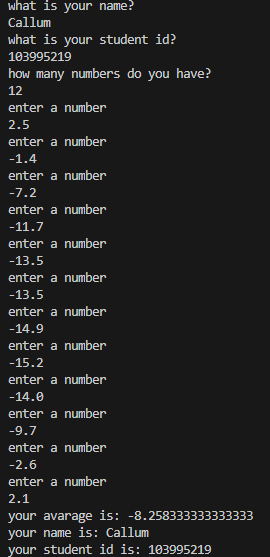 what is your name?
Callum
what is your student id?
103995219
how many numbers do you have?
12
enter a number
2.5
enter a number
-1.4
enter a number
-7.2
enter a number
-11.7
enter a number
-13.5
enter a number
-13.5
enter a number
-14.9
enter a number
-15.2
enter a number
-14.0
enter a number
-9.7
enter a number
-2.6
enter a number
2.1
your avarage is: -8.258333333333333
your name is: Callum
your student id is: 103995219